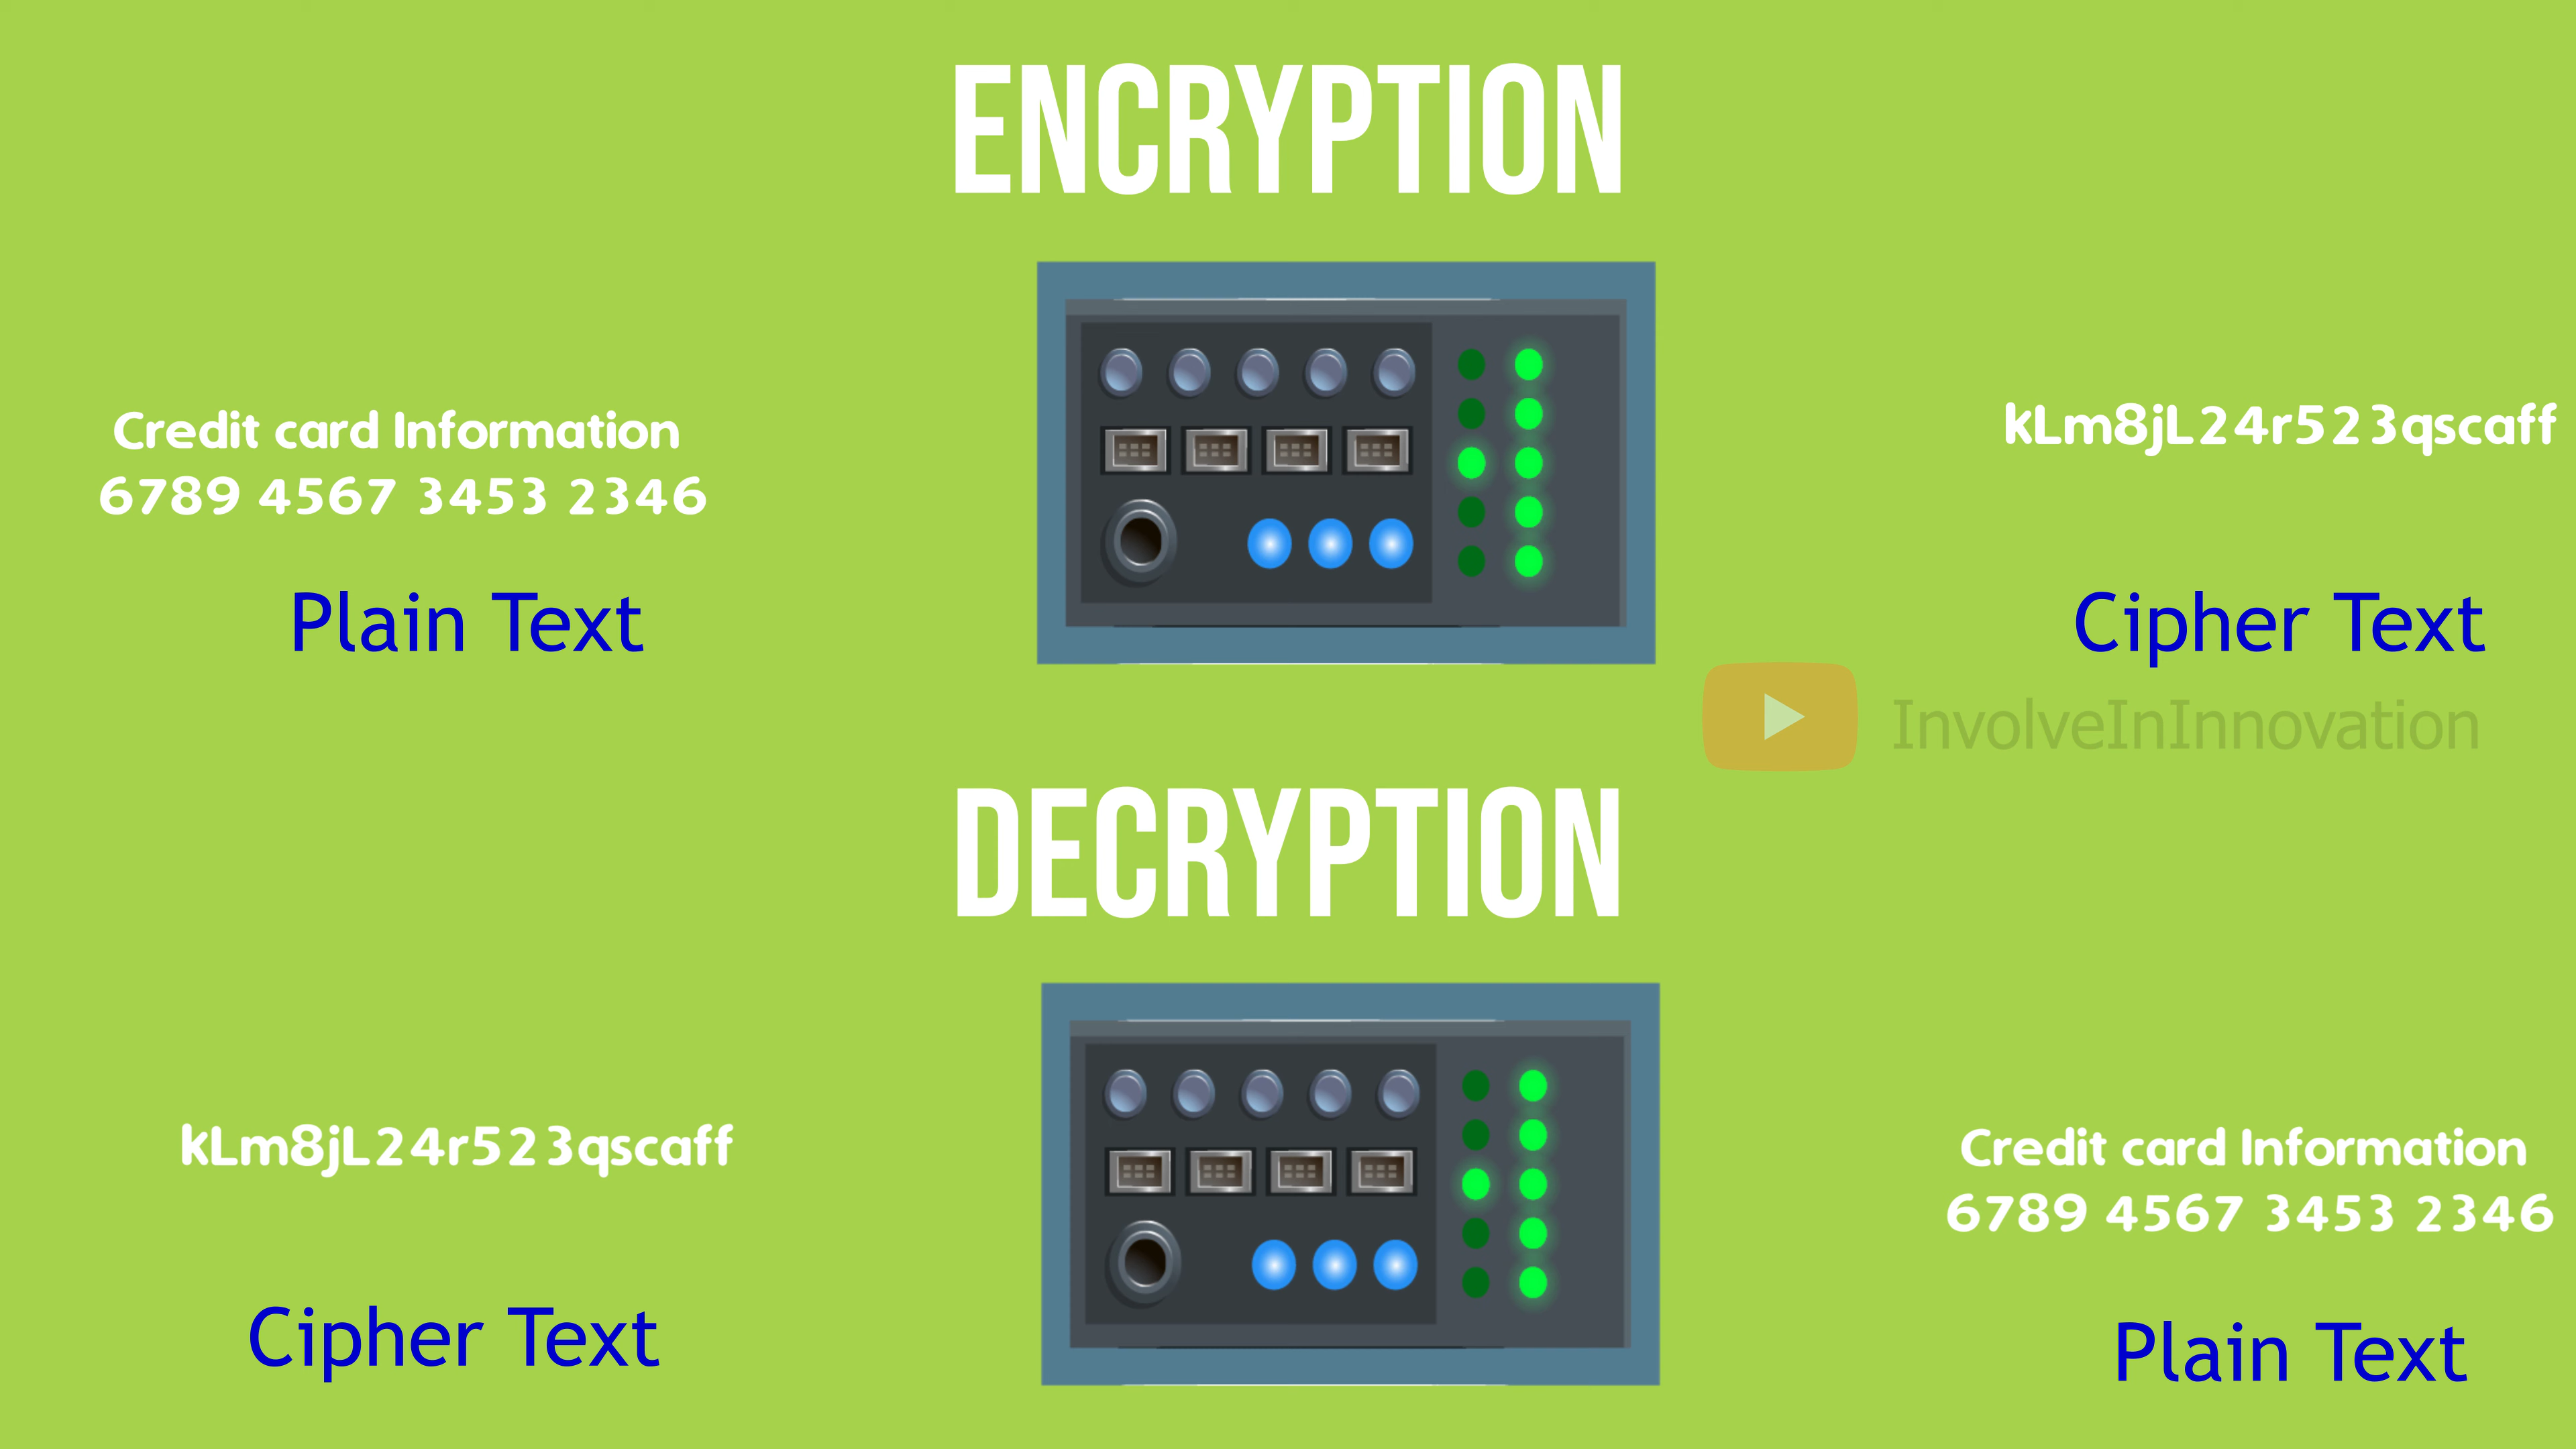 ENCRYPTION
Credit card Information
6789 4567 3453 2346
kLm8jL24r523qscaff
Plain Text
Cipher Text
InvolveInInnovation
DECRYPTION
kLm8jL24r523qscaff
Credit card Information
6789 4567 3453 2346
Cipher Text
Plain Text